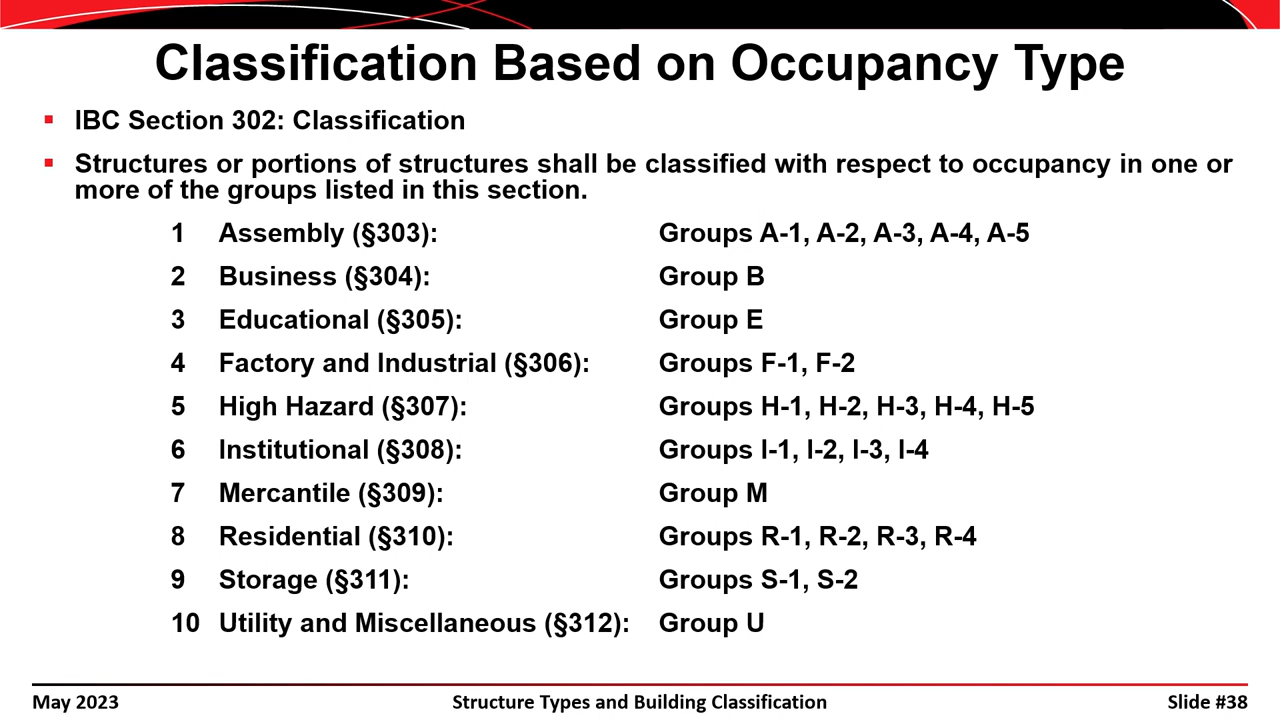 Classification Based on Occupancy Type
▪ IBC Section 302: Classification
▪ Structures or portions of structures shall be classified with respect to occupancy in one or
more of the groups listed in this section.
1 Assembly (§303): Groups A-1, A-2, A-3, A-4, A-5
2 Business (§304): Group B
3 Educational (§305): Group E
4 Factory and Industrial (§306): Groups F-1, F-2
5 High Hazard (§307): Groups H-1, H-2, H-3, H-4, H-5
6 Institutional (§308): Groups I-1, I-2, I-3, I-4
7 Mercantile (§309): Group M
8 Residential (§310): Groups R-1, R-2, R-3, R-4
9 Storage (§311): Groups S-1, S-2
10 Utility and Miscellaneous (§312): Group U
May 2023 Structure Types and Building Classification Slide #38